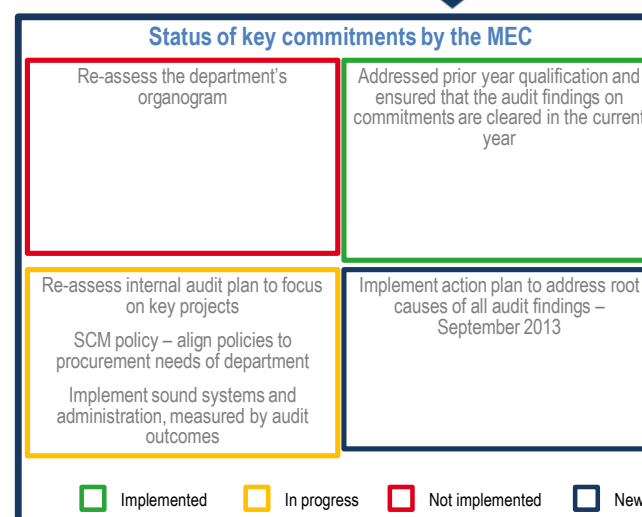 Status of key commitments by the MEC
Re-assess the department's
organogram
Addressed prior year qualification and
ensured that the audit findings on
commitments are cleared in the current
year
Re-assess internal audit plan to focus
on key projects
SCM policy – align policies to
procurement needs of department
Implement sound systems and
administration, measured by audit
outcomes
Implement action plan to address root
causes of all audit findings –
September 2013
Implemented
In progress
Not implemented
New